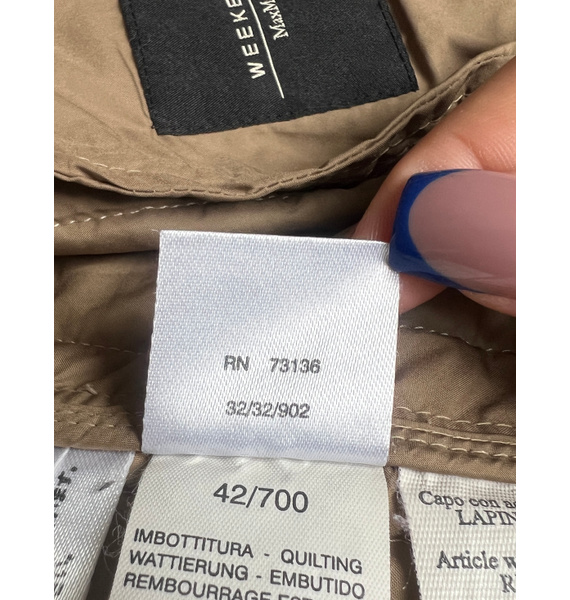 WEEKE
MaxM
RN 73136
32/32/902
42/700
IMBOTTITURA - QUILTING
WATTIERUNG - EMBUTIDO
REMBOURRAGE
Capo con
LAPIN
Article w